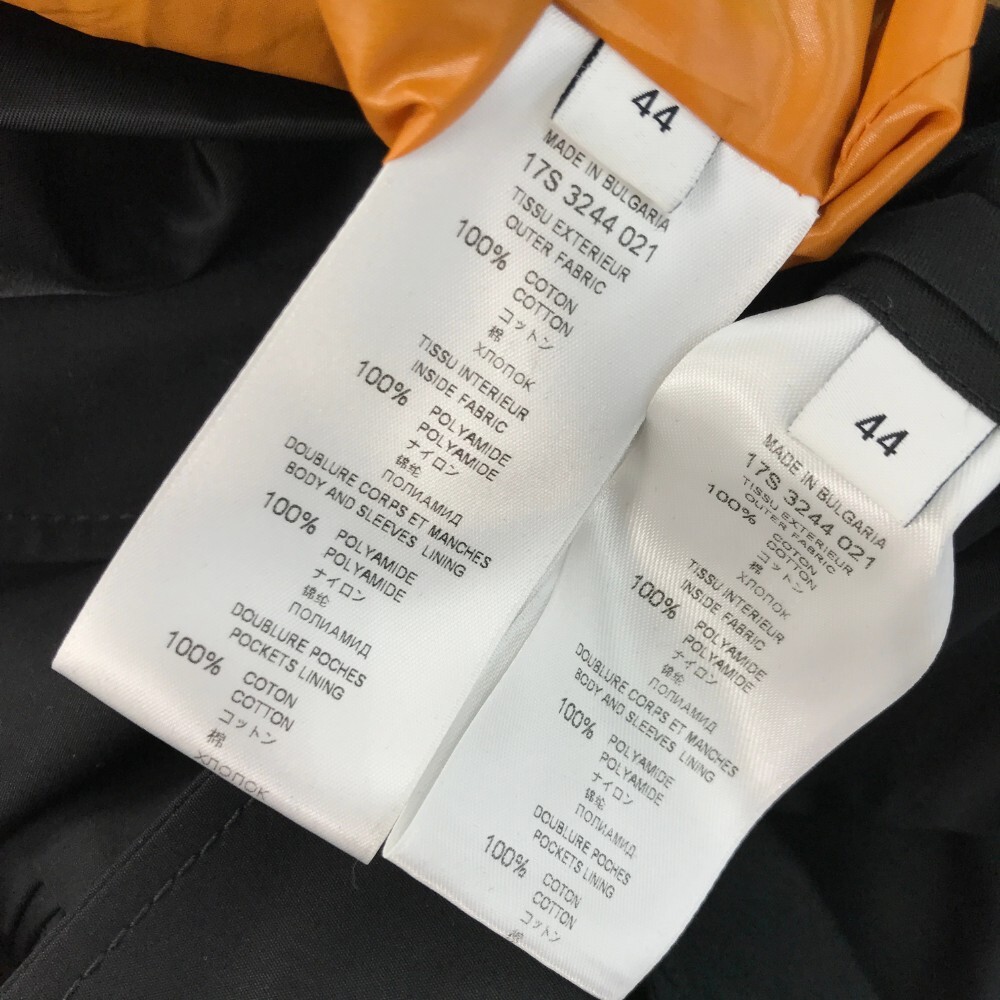 44
MADE IN BULGARIA
17S 3244 021
TISSU EXTERIEUR
OUTER FABRIC
100% COTON
COTTON
コットン
棉
ХЛОПОК
TISSU INTERIEUR
INSIDE FABRIC
100% POLYAMIDE
POLYAMIDE
ナイロン
锦纶
ПОЛИАМИД
DOUBLURE CORPS ET MANCHES
BODY AND SLEEVES LINING
100% POLYAMIDE
POLYAMIDE
ナイロン
锦纶
ПОЛИАМИД
DOUBLURE POCHES
POCKETS LINING
100% COTON
COTTON
コットン
棉
ХЛОПОК
44
MADE IN BULGARIA
17S 3244 021
TISSU EXTERIEUR
OUTER FABRIC
100% COTON
COTTON
コットン
棉
ХЛОПОК
TISSU INTERIEUR
INSIDE FABRIC
100% POLYAMIDE
POLYAMIDE
ナイロン
锦纶
ПОЛИАМИД
DOUBLURE CORPS ET MANCHES
BODY AND SLEEVES LINING
100% POLYAMIDE
POLYAMIDE
ナイロン
锦纶
ПОЛИАМИД
DOUBLURE POCHES
POCKETS LINING
100% COTON
COTTON
コットン